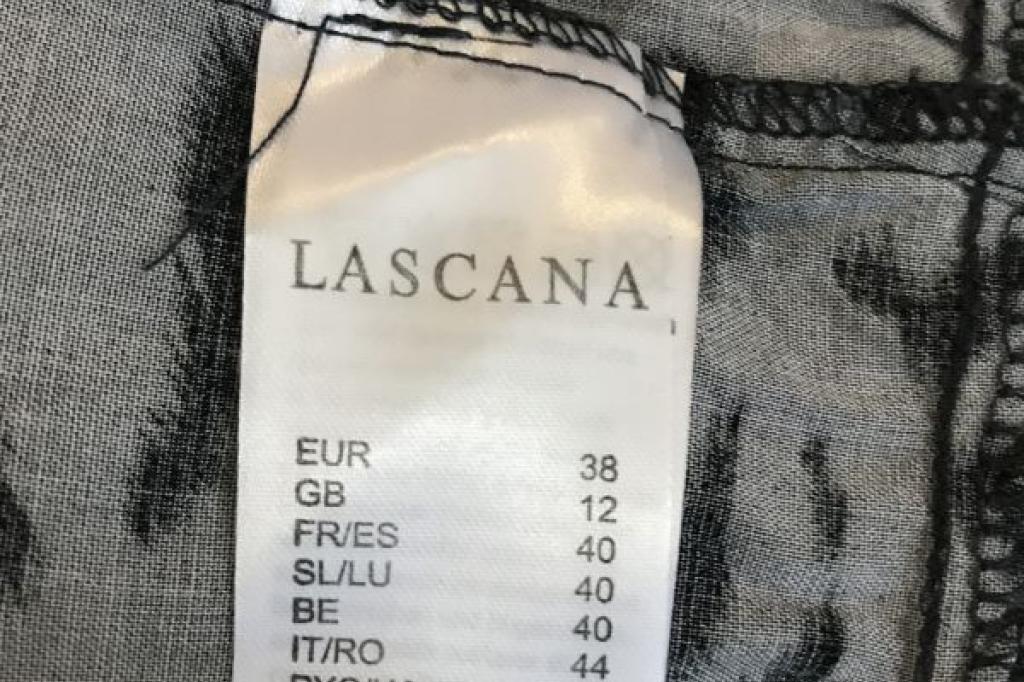 LASCANA
EUR 38
GB 12
FR/ES 40
SL/LU 40
BE 40
IT/RO 44